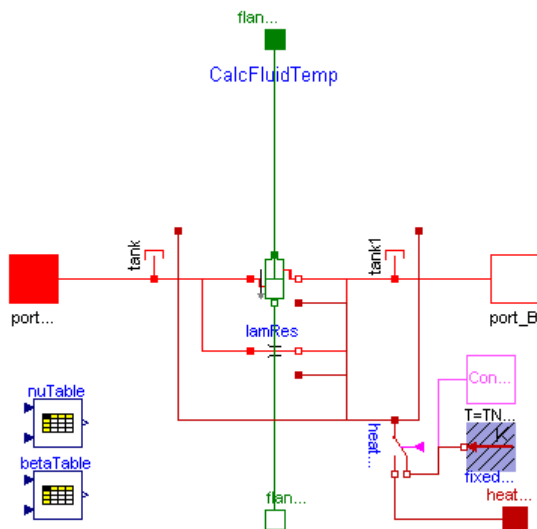 flan...
CalcFluidTemp
tank
tank1
port...
port_B
lamRes
nuTable
Con...
T=TN...
heat...
K
betaTable
fixed...
flan...
heat...